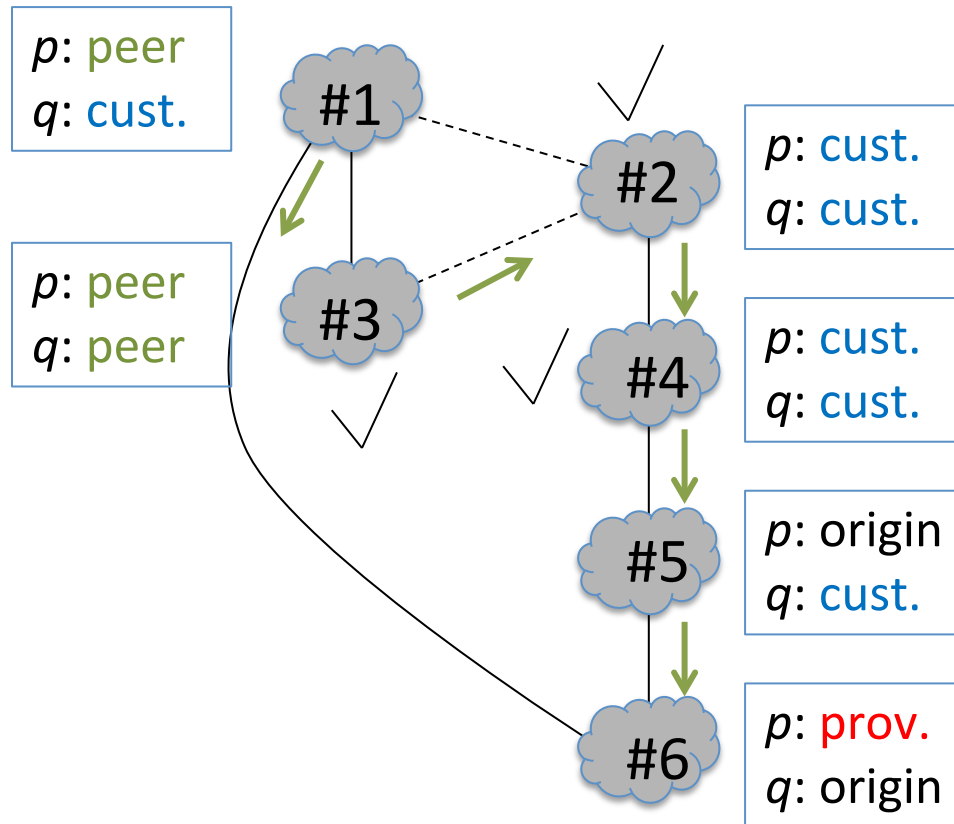 p: peer
q: cust.
#1
#2
p: cust.
q: cust.
p: peer
q: peer
#3
#4
p: cust.
q: cust.
#5
p: origin
q: cust.
#6
p: prov.
q: origin